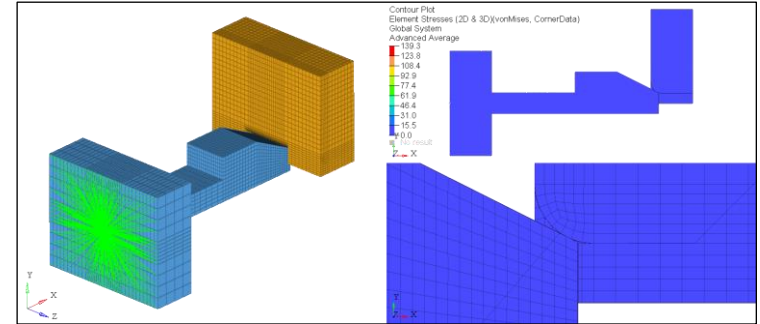 Contour Plot
Element Stresses (2D & 3D)(vonMises, CornerData)
Global System
Advanced Average
139.3
123.8
108.4
92.9
77.4
61.9
46.4
31.0
15.5
0.0
No result
Y
Z X
Y
X
Z
Y
Z X